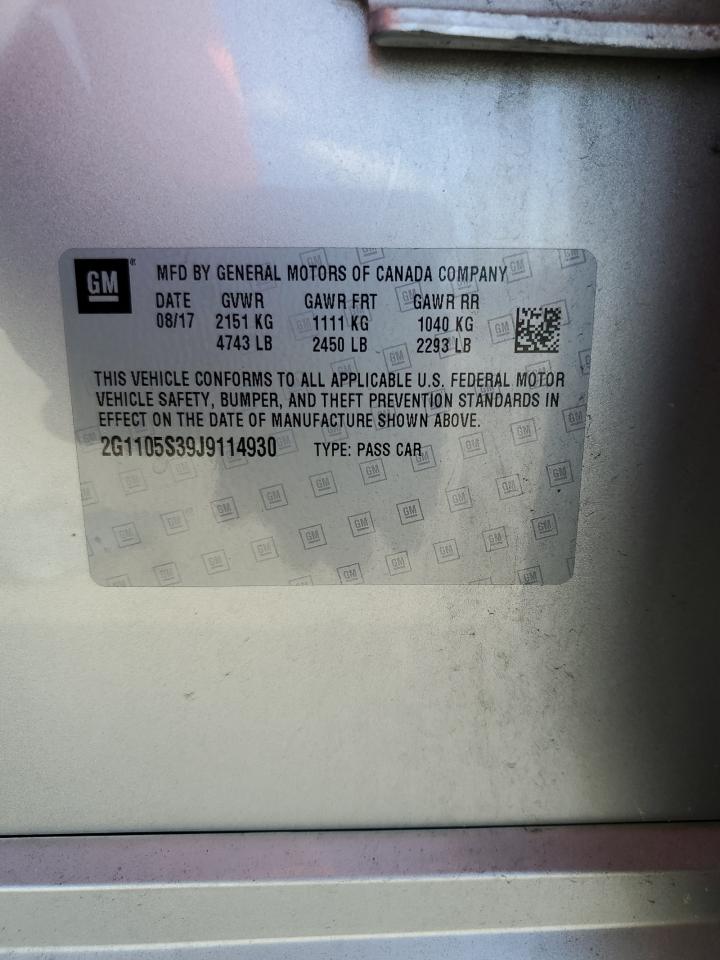 GM
MFD BY GENERAL MOTORS OF CANADA COMPANY
DATE GVWR GAWR FRT GAWR RR
08/17 2151 KG 1111 KG 1040 KG
4743 LB 2450 LB 2293 LB
THIS VEHICLE CONFORMS TO ALL APPLICABLE U.S. FEDERAL MOTOR
VEHICLE SAFETY, BUMPER, AND THEFT PREVENTION STANDARDS IN
EFFECT ON THE DATE OF MANUFACTURE SHOWN ABOVE.
2G1105S39J9114930 TYPE: PASS CAR